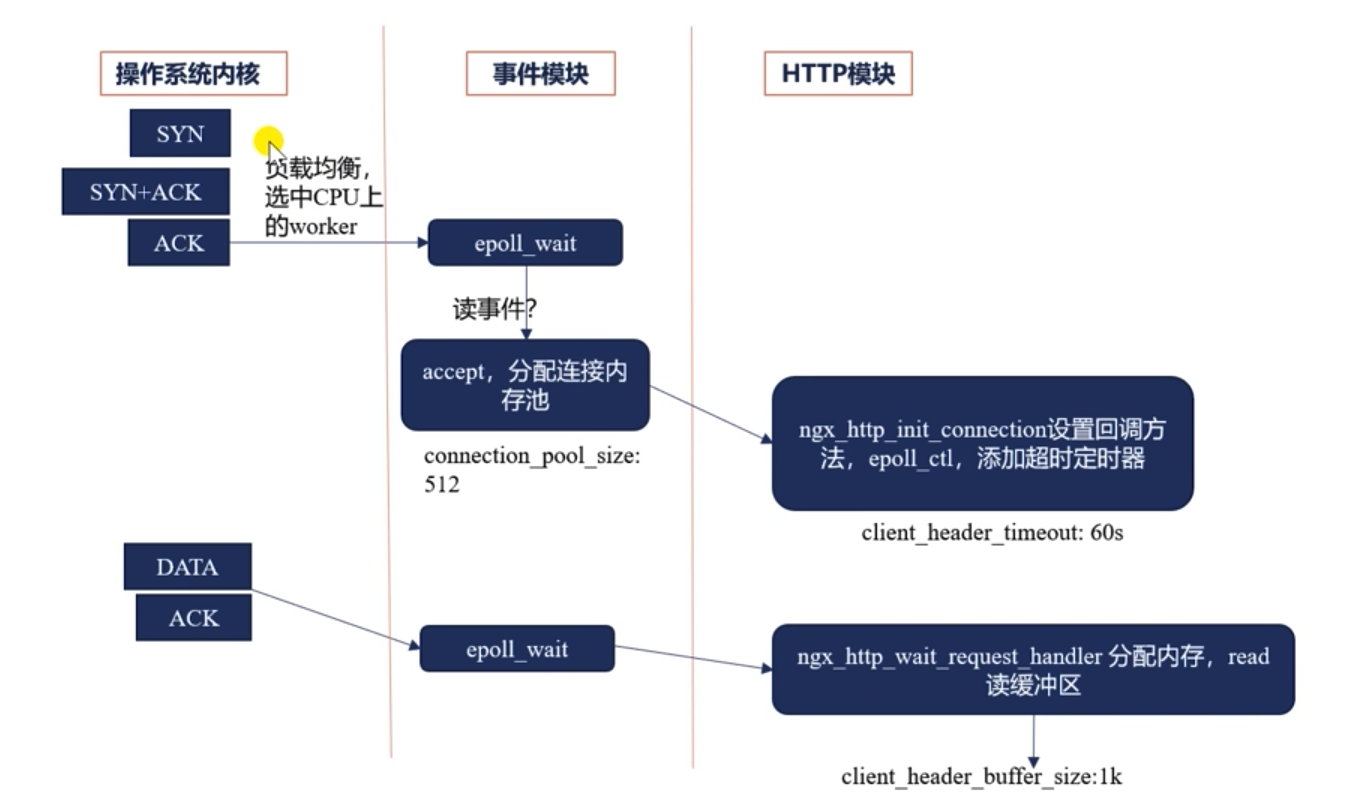 操作系统内核
事件模块
HTTP模块
SYN
SYN+ACK
ACK
负载均衡，
选中CPU上
的worker
epoll_wait
读事件？
accept，分配连接内
存池
connection_pool_size:
512
ngx_http_init_connection设置回调方
法，epoll_ctl，添加超时定时器
client_header_timeout: 60s
DATA
ACK
epoll_wait
ngx_http_wait_request_handler 分配内存，read
读缓冲区
client_header_buffer_size:1k